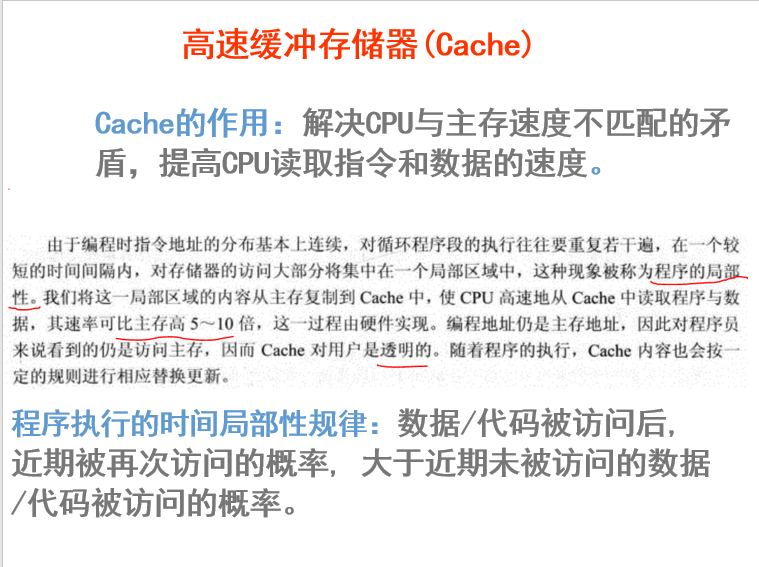 高速缓冲存储器(Cache)
Cache的作用：解决CPU与主存速度不匹配的矛
盾，提高CPU读取指令和数据的速度。
由于编程时指令地址的分布基本上连续，对循环程序段的执行往往要重复若干遍，在一个较
短的时间间隔内，对存储器的访问大部分将集中在一个局部区域中，这种现象被称为程序的局部
性。我们将这一局部区域的内容从主存复制到 Cache 中，使 CPU 高速地从 Cache 中读取程序与数
据，其速率可比主存高 5～10 倍，这一过程由硬件实现。编程地址仍是主存地址，因此对程序员
来说看到的仍是访问主存，因而 Cache 对用户是透明的。随着程序的执行，Cache 内容也会按一
定的规则进行相应替换更新。
程序执行的时间局部性规律：数据/代码被访问后，
近期被再次访问的概率，大于近期未被访问的数据
/代码被访问的概率。